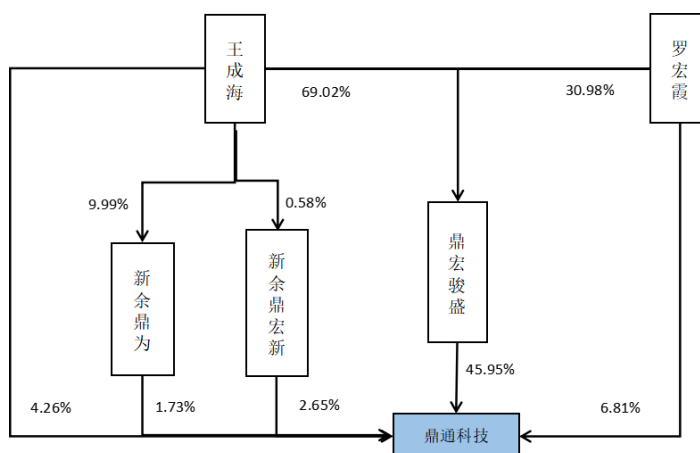 王成海
罗宏霞
69.02%
30.98%
9.99%
0.58%
新余鼎为
新余鼎宏新
鼎宏骏盛
45.95%
4.26%
1.73%
2.65%
6.81%
鼎通科技